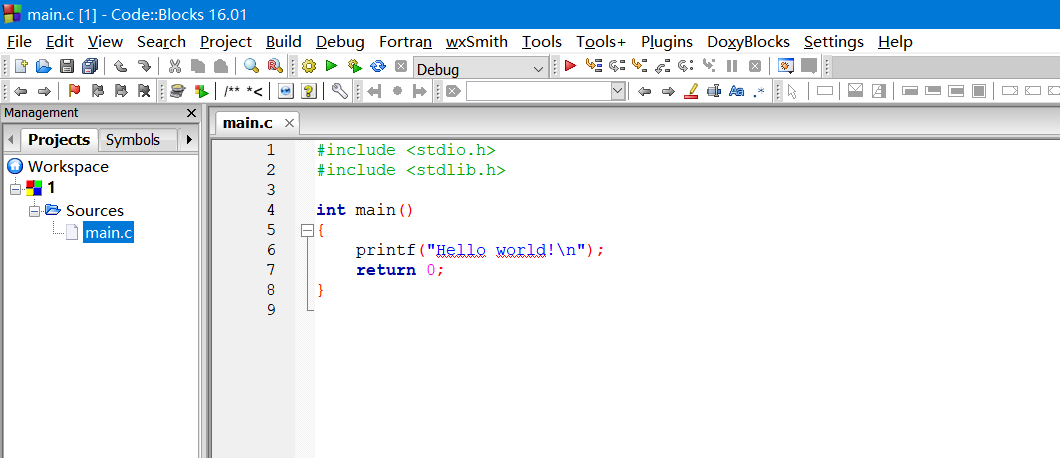 main.c [1] - Code::Blocks 16.01
File Edit View Search Project Build Debug Fortran wxSmith Tools Tools+ Plugins DoxyBlocks Settings Help
Debug
/** *<
Management
Projects Symbols
Workspace
1
Sources
main.c
main.c
1 #include <stdio.h>
2 #include <stdlib.h>
3
4 int main()
5 {
6 printf("Hello world!\n");
7 return 0;
8 }
9